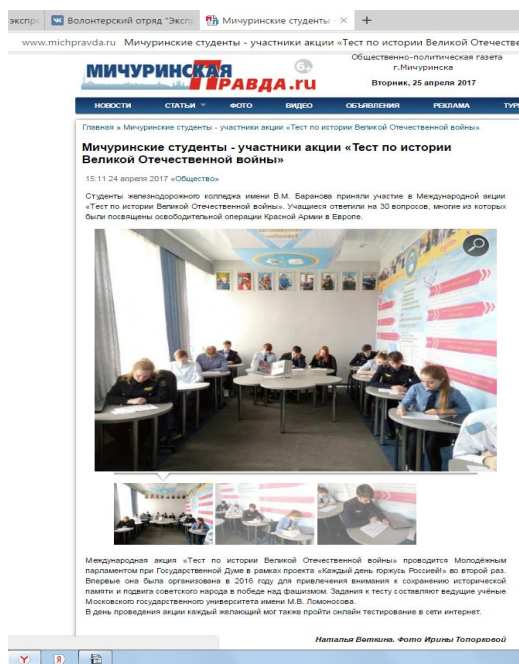 экспр
Волонтерский отряд "Эксп
Мичуринские студенты
www.michpravda.ru Мичуринские студенты - участники акции «Тест по истории Великой Отечестве
МИЧУРИНСКАЯ
ПРАВДА.ru
6+
Общественно-политическая газета
г.Мичуринска
Вторник, 25 апреля 2017
НОВОСТИ СТАТЬИ ФОТО ВИДЕО ОБЪЯВЛЕНИЯ РЕКЛАМА ТУР
Главная » Мичуринские студенты - участники акции «Тест по истории Великой Отечественной войны»
Мичуринские студенты - участники акции «Тест по истории
Великой Отечественной войны»
15:11 24 апреля 2017 «Общество»
Студенты железнодорожного колледжа имени В.М. Баранова приняли участие в Международной акции
«Тест по истории Великой Отечественной войны». Учащиеся ответили на 30 вопросов, многие из которых
были посвящены освободительной операции Красной Армии в Европе.
Международная акция «Тест по истории Великой Отечественной войны» проводится Молодёжным
парламентом при Государственной Думе в рамках проекта «Каждый день горжусь Россией!» во второй раз.
Впервые она была организована в 2016 году для привлечения внимания к сохранению исторической
памяти и подвига советского народа в победе над фашизмом. Задания к тесту составляют ведущие учёные
Московского государственного университета имени М.В. Ломоносова.
В день проведения акции каждый желающий мог также пройти онлайн тестирование в сети интернет.
Наталья Веткина. Фото Ирины Топорковой